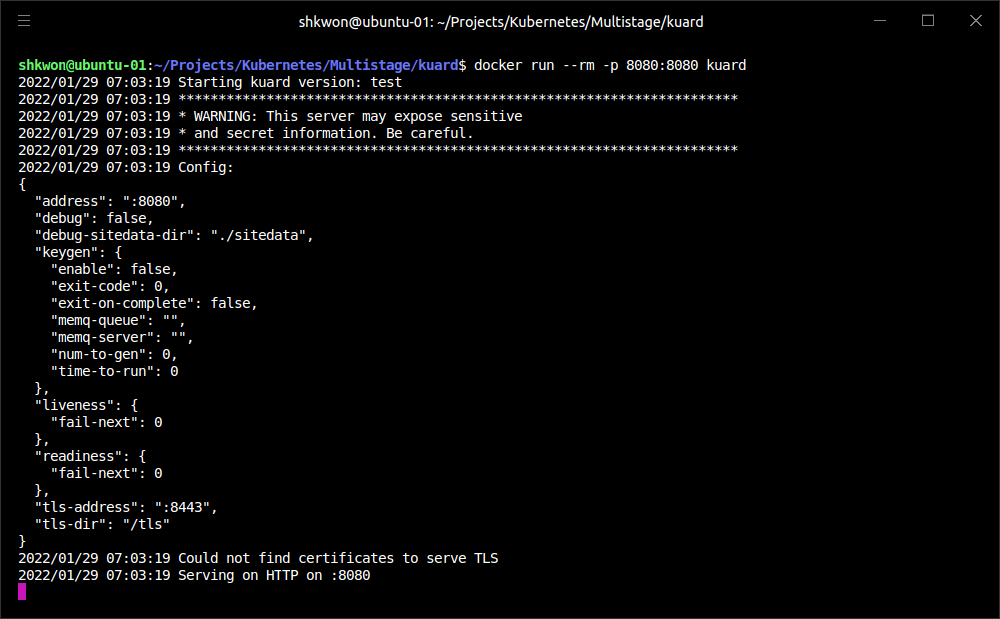 shkwon@ubuntu-01: ~/Projects/Kubernetes/Multistage/kuard
shkwon@ubuntu-01:~/Projects/Kubernetes/Multistage/kuard$ docker run --rm -p 8080:8080 kuard
2022/01/29 07:03:19 Starting kuard version: test
2022/01/29 07:03:19 **********************************************************************
2022/01/29 07:03:19 * WARNING: This server may expose sensitive
2022/01/29 07:03:19 * and secret information. Be careful.
2022/01/29 07:03:19 **********************************************************************
2022/01/29 07:03:19 Config:
{
  "address": ":8080",
  "debug": false,
  "debug-sitedata-dir": "./sitedata",
  "keygen": {
    "enable": false,
    "exit-code": 0,
    "exit-on-complete": false,
    "memq-queue": "",
    "memq-server": "",
    "num-to-gen": 0,
    "time-to-run": 0
  },
  "liveness": {
    "fail-next": 0
  },
  "readiness": {
    "fail-next": 0
  },
  "tls-address": ":8443",
  "tls-dir": "/tls"
}
2022/01/29 07:03:19 Could not find certificates to serve TLS
2022/01/29 07:03:19 Serving on HTTP on :8080